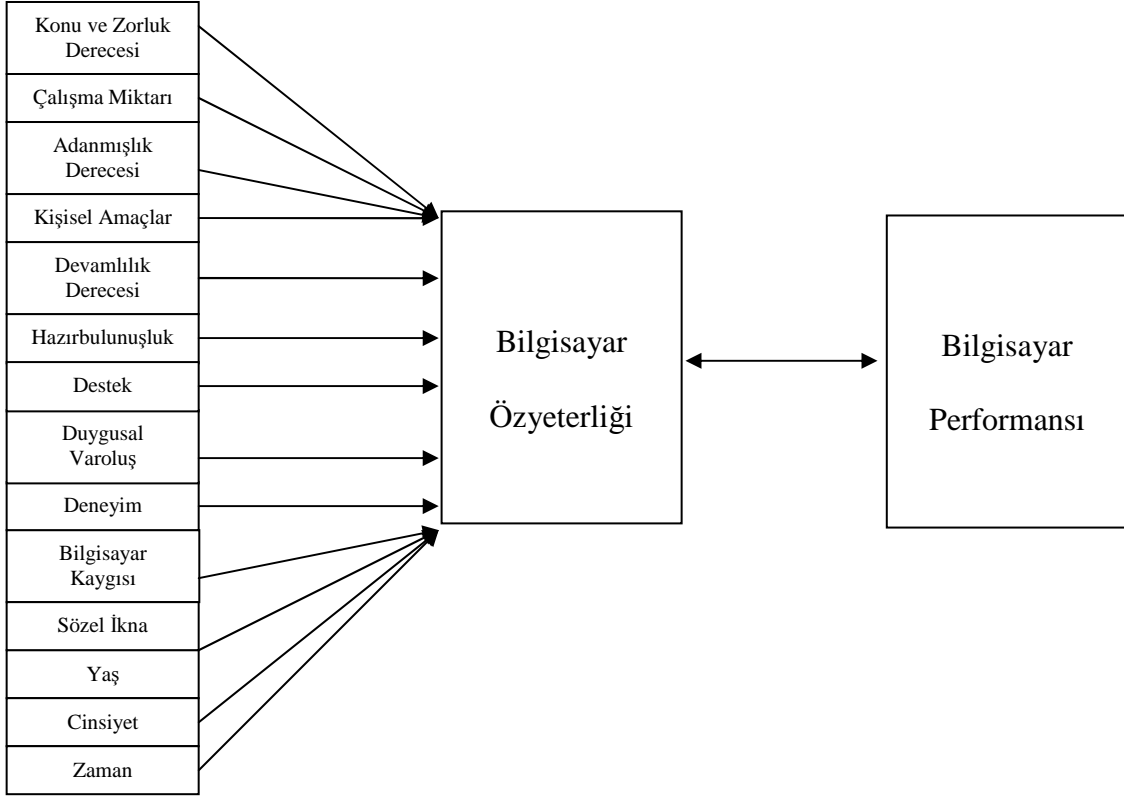 Konu ve Zorluk
Derecesi
Çalışma Miktarı
Adanmışlık
Derecesi
Kişisel Amaçlar
Devamlılık
Derecesi
Hazırbulunuşluk
Destek
Duygusal
Varoluş
Deneyim
Bilgisayar
Kaygısı
Sözel İkna
Yaş
Cinsiyet
Zaman
Bilgisayar
Özyeterliği
Bilgisayar
Performansı